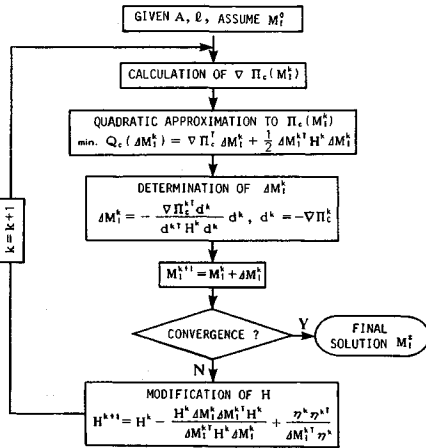 GIVEN A, ℓ, ASSUME M₁⁰
CALCULATION OF ∇ Π_c(M₁ᵏ)
QUADRATIC APPROXIMATION TO Π_c(M₁ᵏ)
min. Q_c(ΔM₁ᵏ) = ∇Π_cᵀ ΔM₁ᵏ + 1/2 ΔM₁ᵏᵀ Hᵏ ΔM₁ᵏ
DETERMINATION OF ΔM₁ᵏ
ΔM₁ᵏ = − ∇Π_cᵏᵀ dᵏ / dᵏᵀ Hᵏ dᵏ dᵏ, dᵏ = −∇Π_cᵏ
M₁ᵏ⁺¹ = M₁ᵏ + ΔM₁ᵏ
k = k+1
CONVERGENCE ?
Y
FINAL
SOLUTION M₁⁰
N
MODIFICATION OF H
Hᵏ⁺¹ = Hᵏ − Hᵏ ΔM₁ᵏ ΔM₁ᵏᵀ Hᵏ / ΔM₁ᵏᵀ Hᵏ ΔM₁ᵏ + ηᵏ ηᵏᵀ / ΔM₁ᵏᵀ ηᵏ